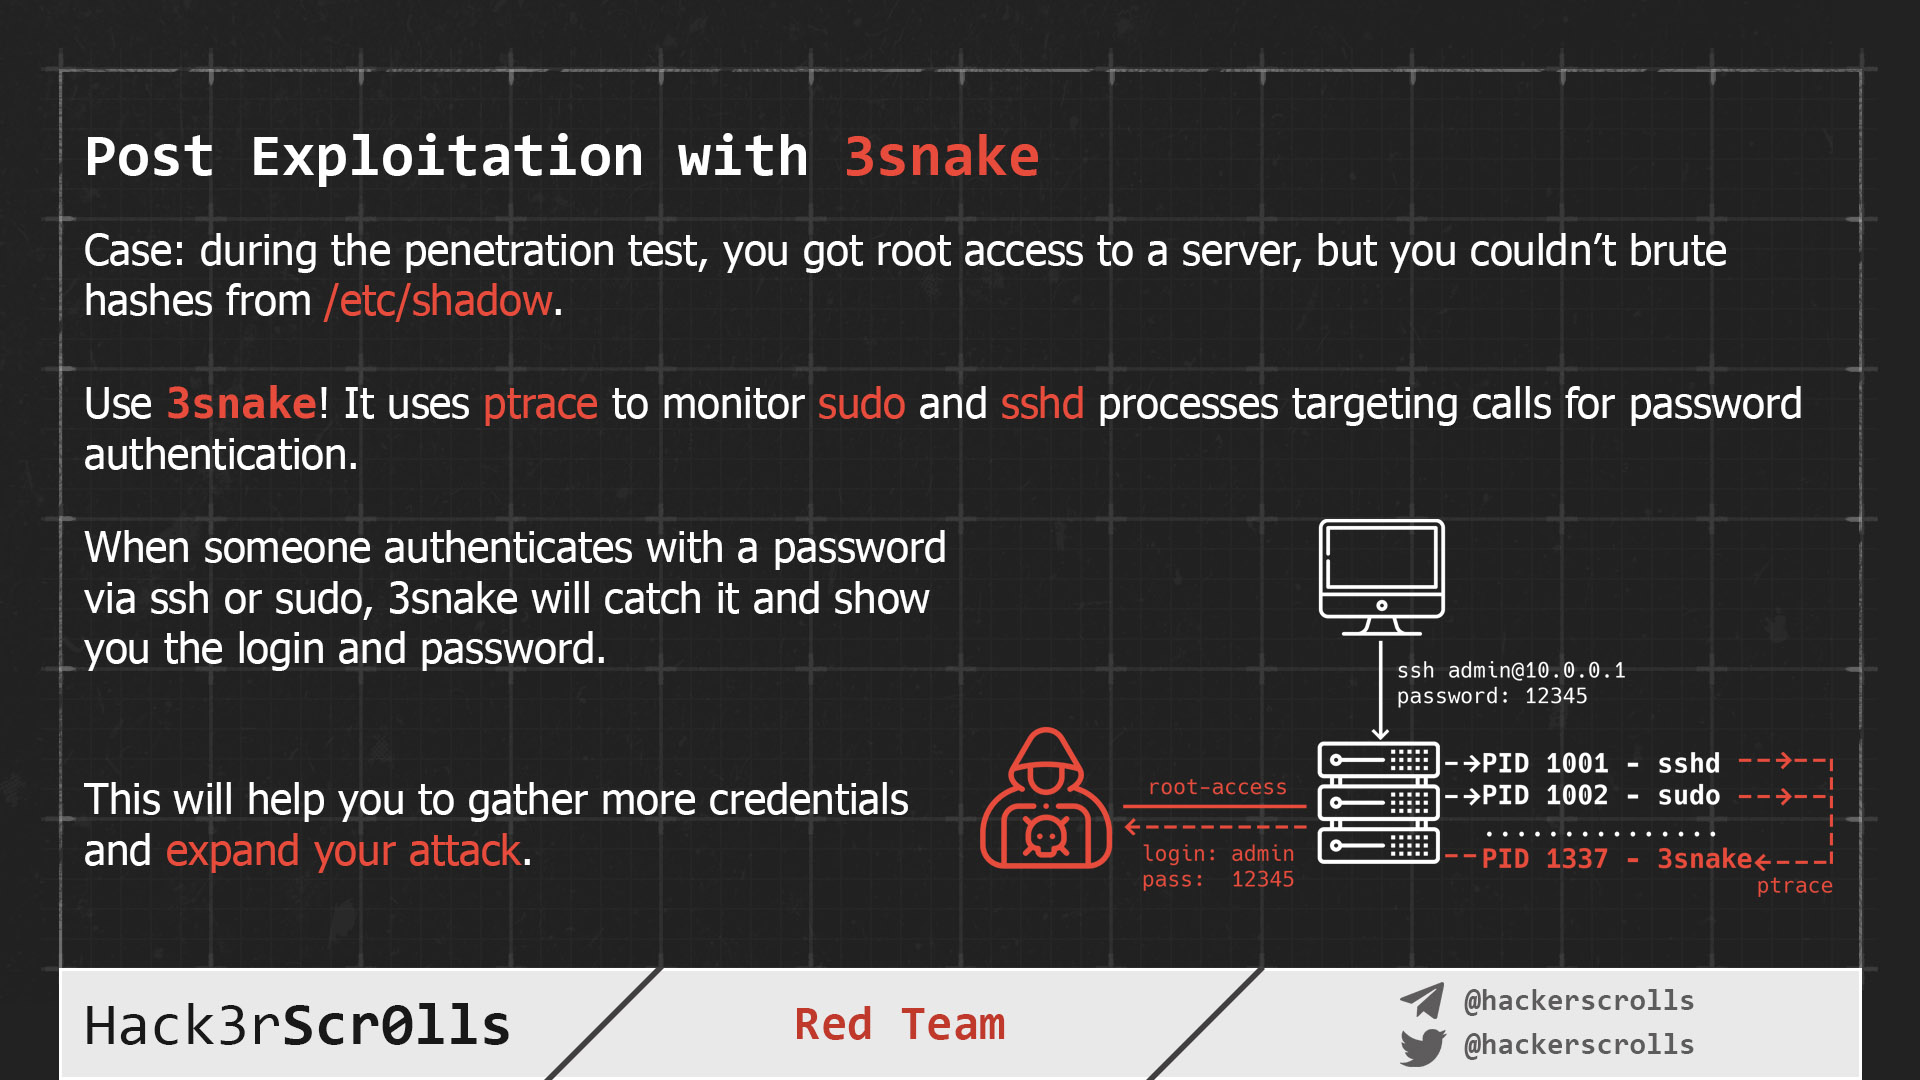 Post Exploitation with 3snake
Case: during the penetration test, you got root access to a server, but you couldn’t brute
hashes from /etc/shadow.
Use 3snake! It uses ptrace to monitor sudo and sshd processes targeting calls for password
authentication.
When someone authenticates with a password
via ssh or sudo, 3snake will catch it and show
you the login and password.
This will help you to gather more credentials
and expand your attack.
ssh admin@10.0.0.1
password: 12345
root-access
login: admin
pass: 12345
PID 1001 - sshd
PID 1002 - sudo
...............
PID 1337 - 3snake
ptrace
Hack3rScr0lls
Red Team
@hackerscrolls
@hackerscrolls